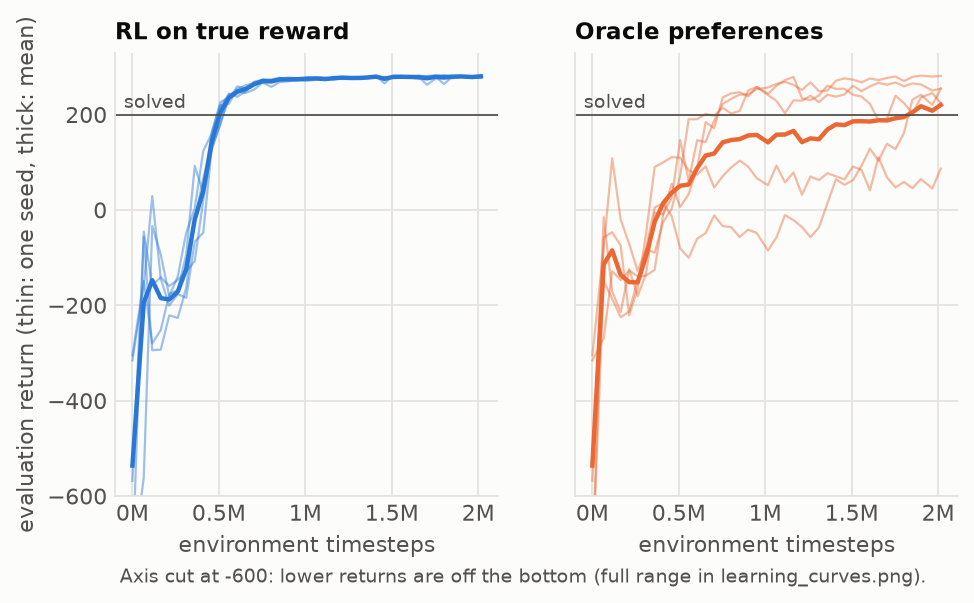 RL on true reward
Oracle preferences
evaluation return (thin: one seed, thick: mean)
solved
solved
200
0
−200
−400
−600
0M 0.5M 1M 1.5M 2M
0M 0.5M 1M 1.5M 2M
environment timesteps
environment timesteps
Axis cut at -600: lower returns are off the bottom (full range in learning_curves.png).